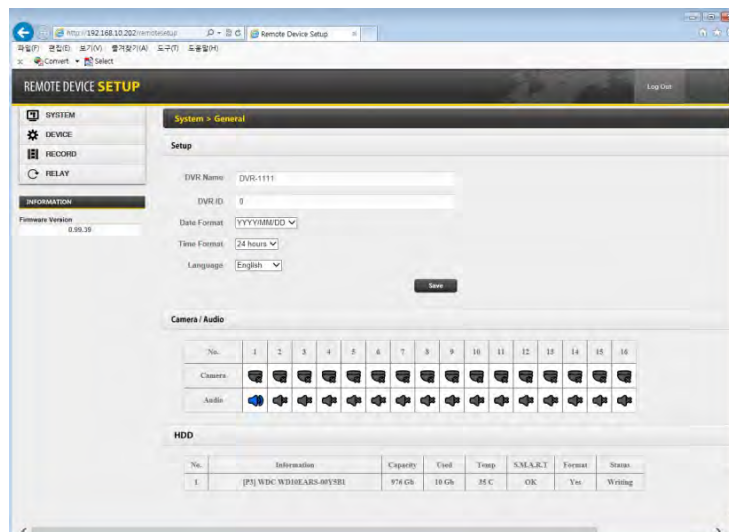 http://192.168.10.202/remotesetup
Remote Device Setup
파일(F) 편집(E) 보기(V) 즐겨찾기(A) 도구(T) 도움말(H)
x Convert Select
REMOTE DEVICE SETUP
Log Out
SYSTEM
DEVICE
RECORD
RELAY
INFORMATION
Firmware Version
0.99.39
System > General
Setup
DVR Name DVR-1111
DVR ID 0
Date Format YYYY/MM/DD
Time Format 24 hours
Language English
Save
Camera / Audio
No. 1 2 3 4 5 6 7 8 9 10 11 12 13 14 15 16
Camera
Audio
HDD
No. Information Capacity Used Temp S.M.A.R.T Format Status
1 [P3] WDC WD10EARS-00Y5B1 976 Gb 10 Gb 35 C OK Yes Writing